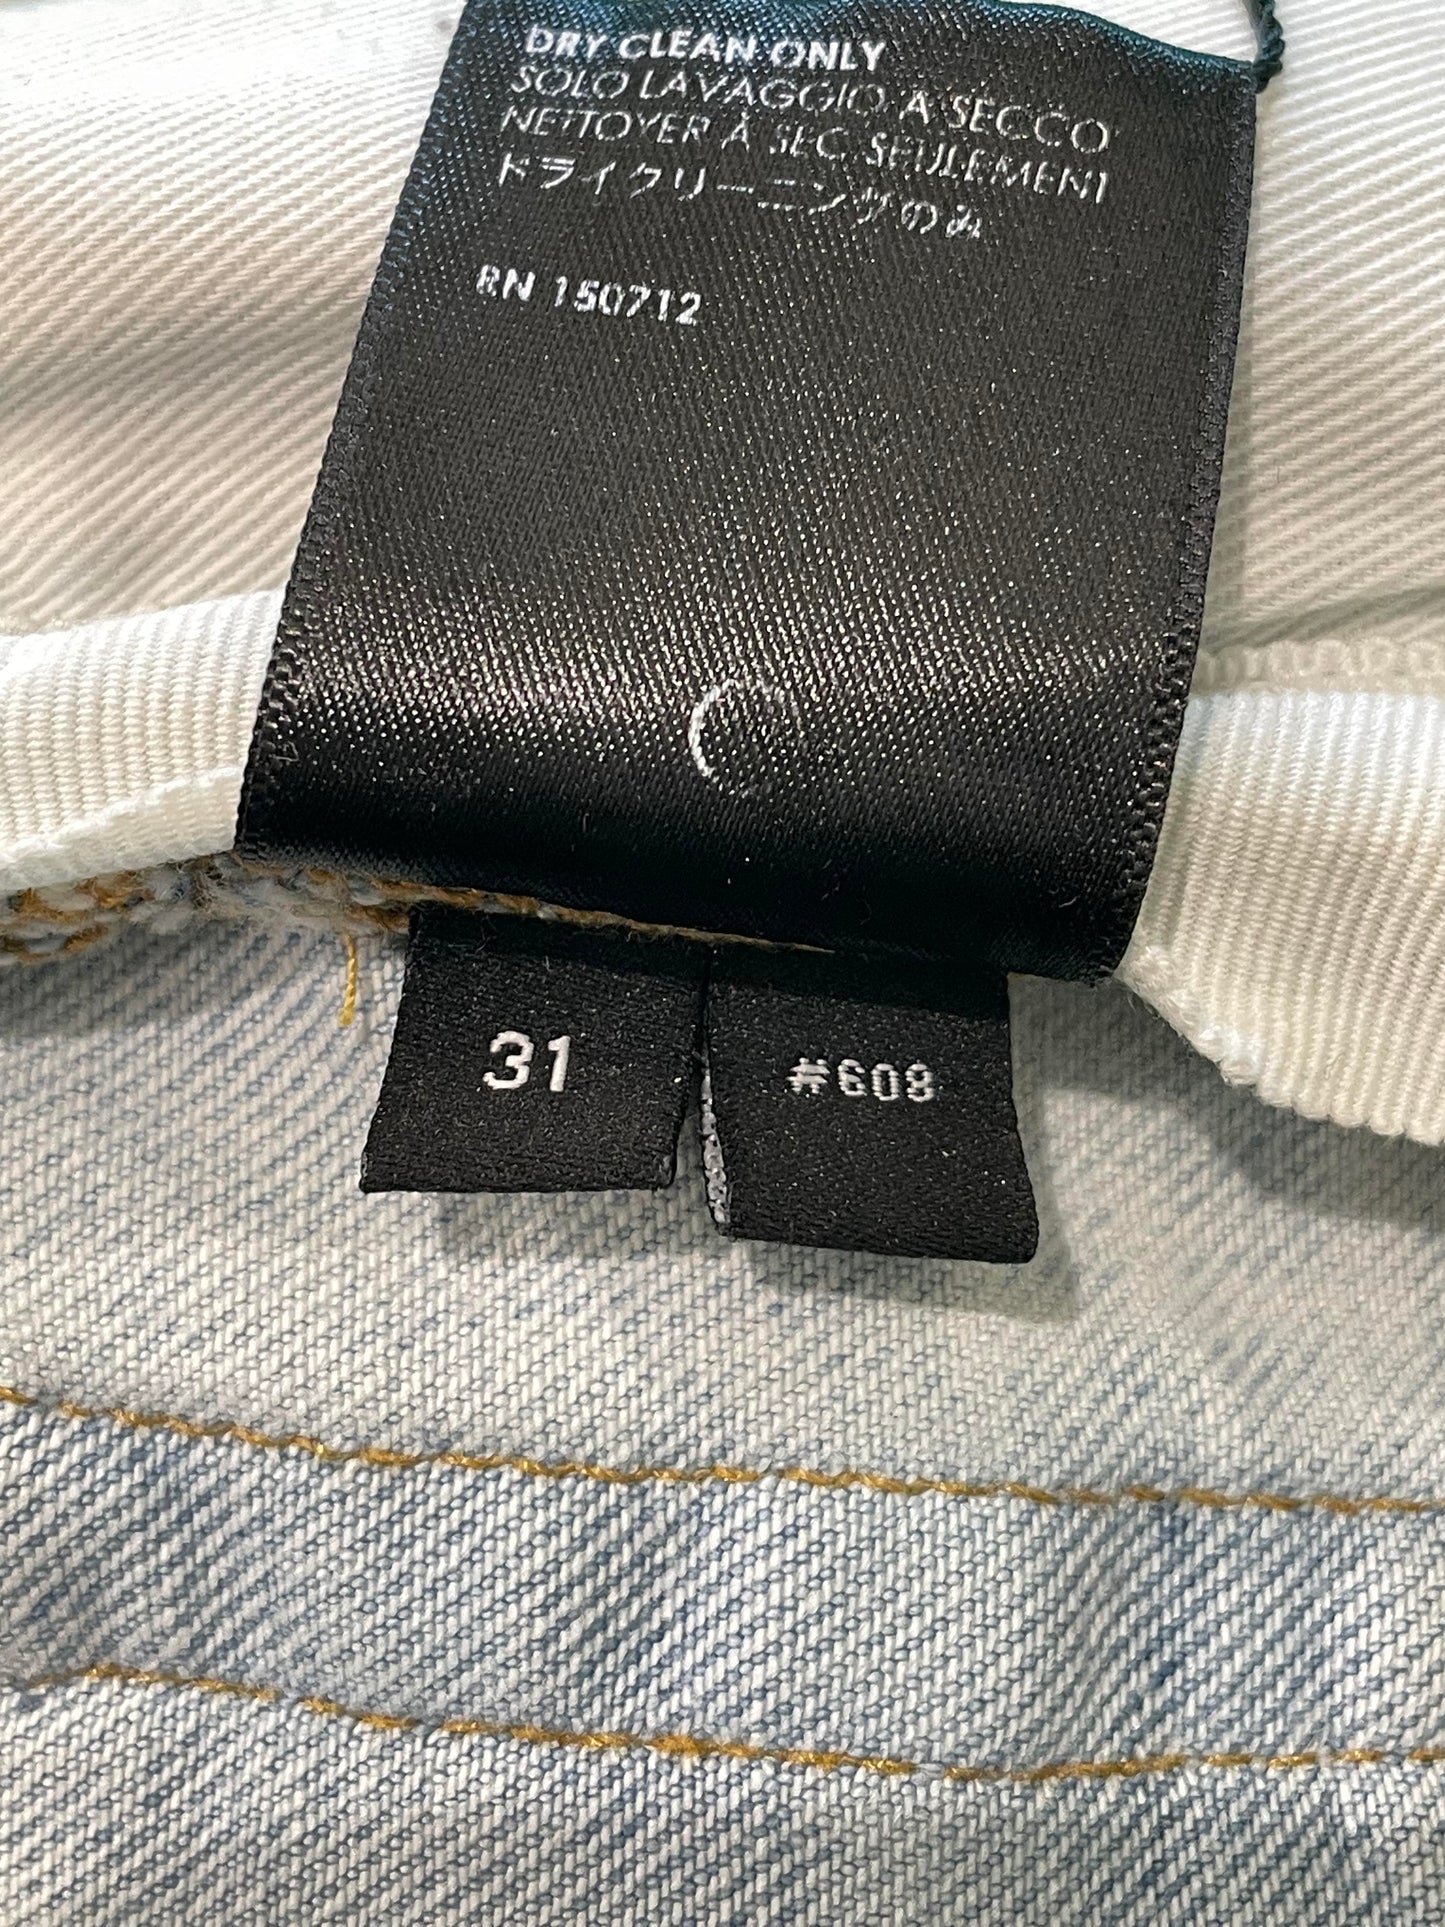 DRY CLEAN ONLY
SOLO LAVAGGIO A SECCO
NETTOYER À SEC SEULEMENT
ドライクリーニングのみ
RN 150712
31
#608